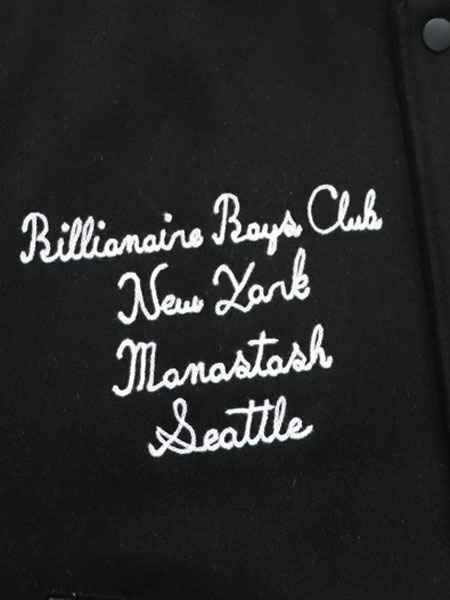 Billionaire Boys Club
New York
Manastash
Seattle